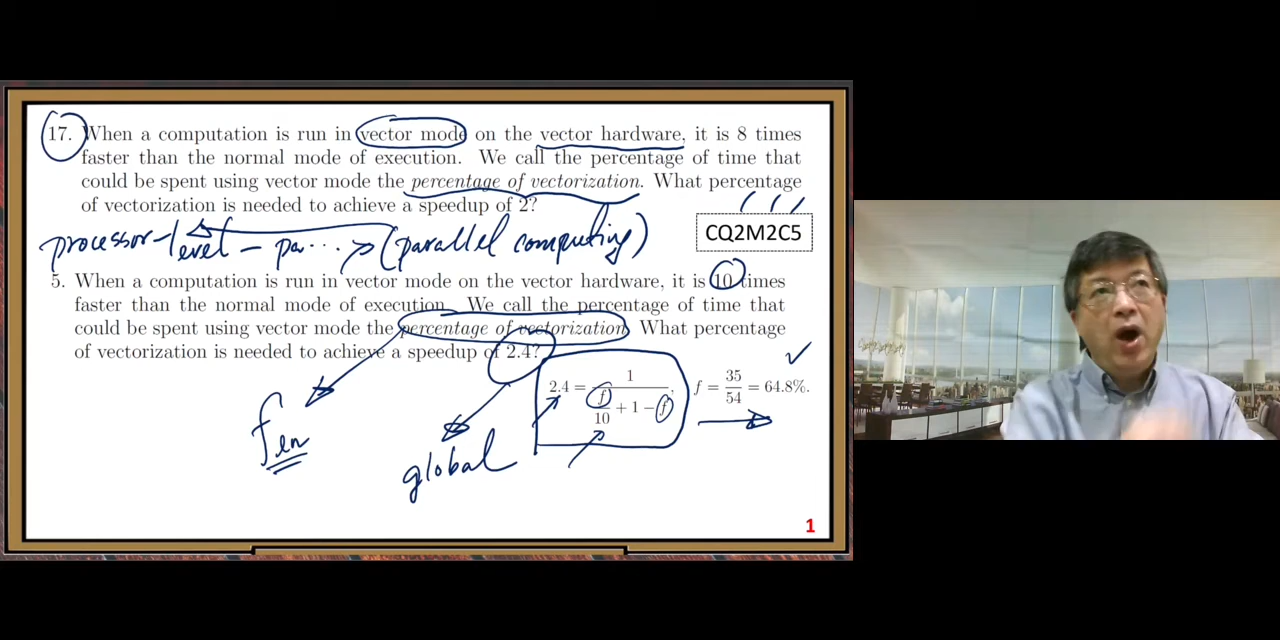 17. When a computation is run in vector mode on the vector hardware, it is 8 times
faster than the normal mode of execution. We call the percentage of time that
could be spent using vector mode the percentage of vectorization. What percentage
of vectorization is needed to achieve a speedup of 2?
processor-level-pa... (parallel computing)
CQ2M2C5
5. When a computation is run in vector mode on the vector hardware, it is 10 times
faster than the normal mode of execution. We call the percentage of time that
could be spent using vector mode the percentage of vectorization. What percentage
of vectorization is needed to achieve a speedup of 2.4?
2.4 = 1 / (f/10 + 1 − f), f = 35/54 = 64.8%.
fen
global
1